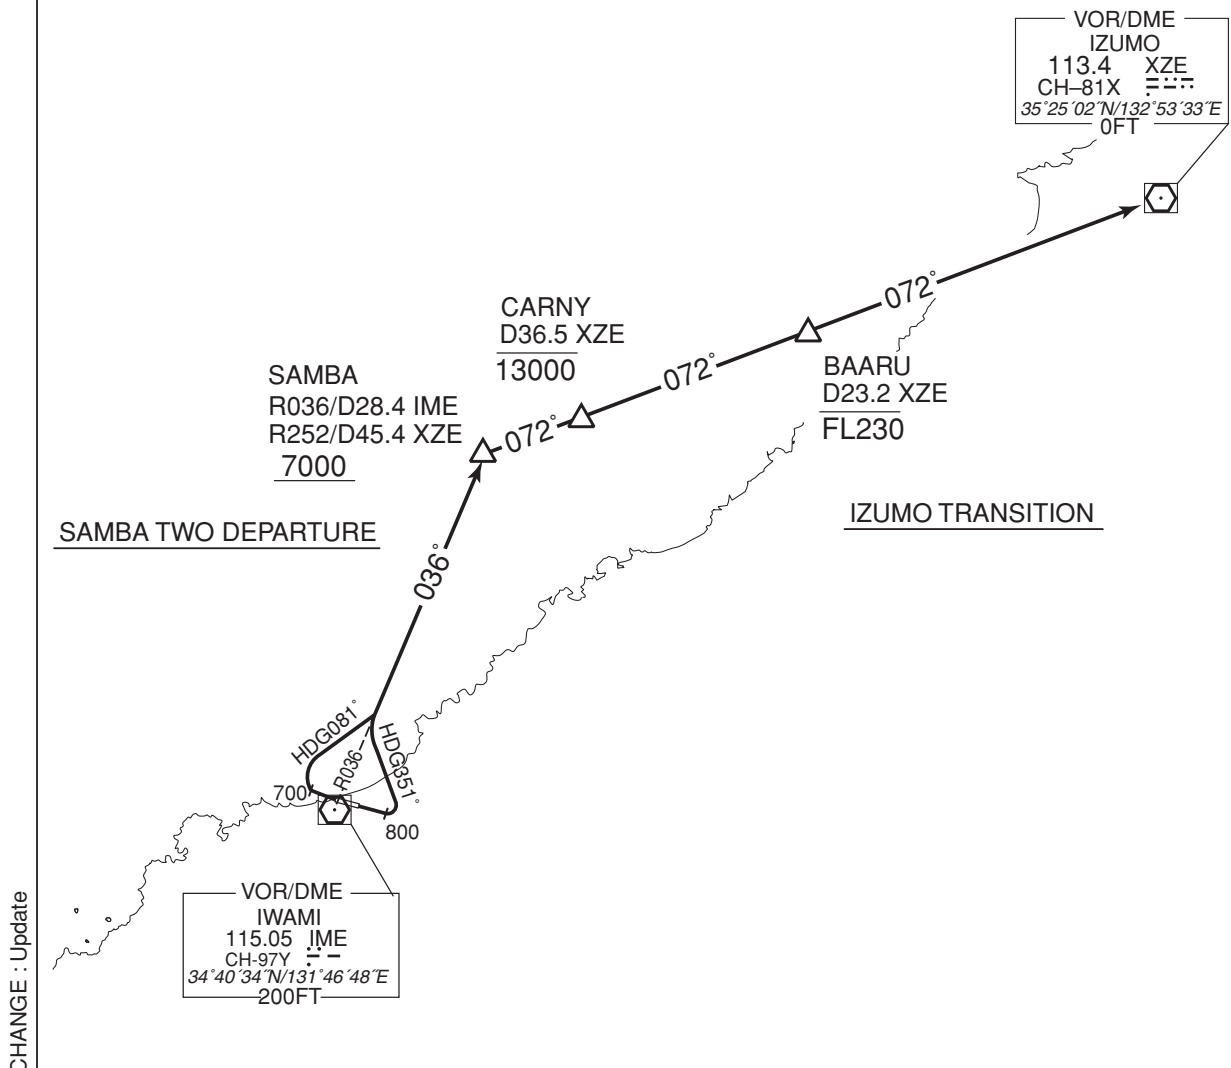 VOR/DME
IZUMO
113.4 XZE
CH–81X
35°25´02˝N/132°53´33˝E
0FT
072°
CARNY
D36.5 XZE
13000
072°
BAARU
D23.2 XZE
FL230
SAMBA
R036/D28.4 IME
R252/D45.4 XZE
7000
072°
SAMBA TWO DEPARTURE
IZUMO TRANSITION
036°
HDG081°
R036
HDG351°
700
800
VOR/DME
IWAMI
115.05 IME
CH-97Y
34°40´34˝N/131°46´48˝E
200FT
CHANGE : Update